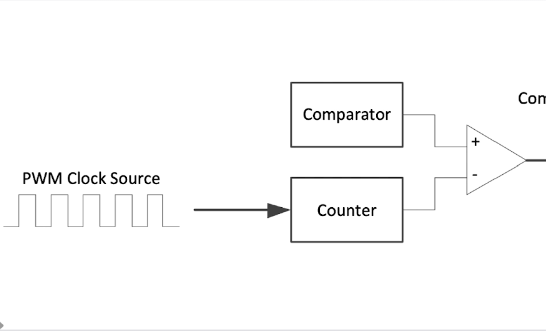 Comparator
+
-
PWM Clock Source
Counter